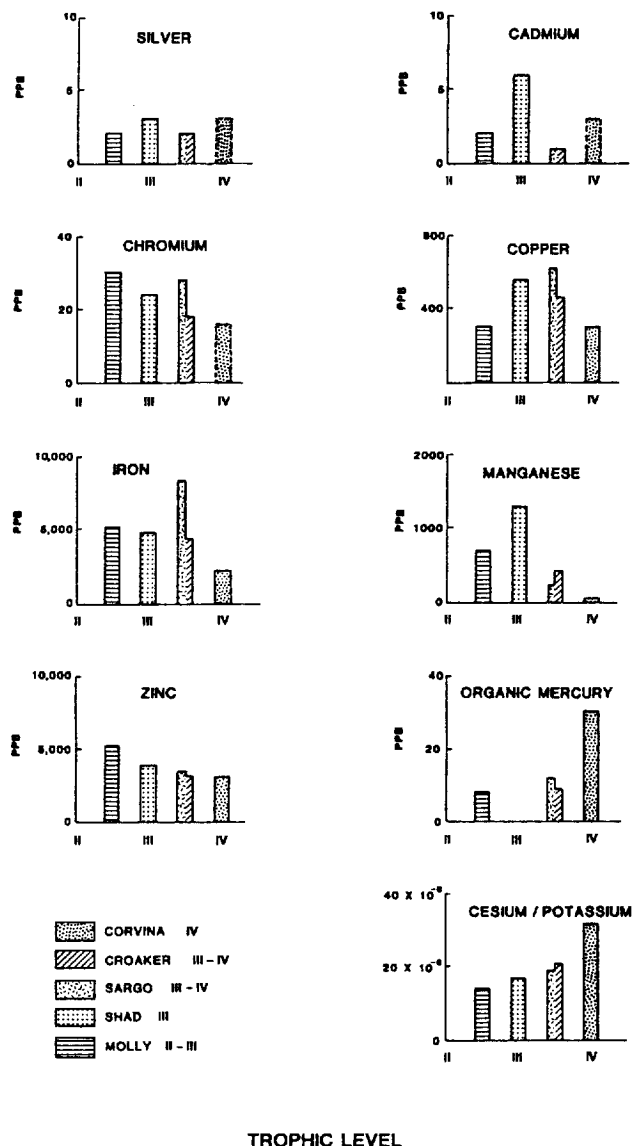 SILVER
10
5
0
PPB
II
III
IV
CADMIUM
10
5
0
PPB
II
III
IV
CHROMIUM
40
20
0
PPB
II
III
IV
COPPER
800
400
PPB
II
III
IV
IRON
10,000
5,000
0
PPB
II
III
IV
MANGANESE
2000
1000
0
PPB
II
III
IV
ZINC
10,000
5,000
0
PPB
II
III
IV
ORGANIC MERCURY
40
20
0
PPB
II
III
IV
CORVINA IV
CROAKER III-IV
SARGO III-IV
SHAD III
MOLLY II-III
CESIUM / POTASSIUM
40 X
20 X
0
II
III
IV
TROPHIC LEVEL